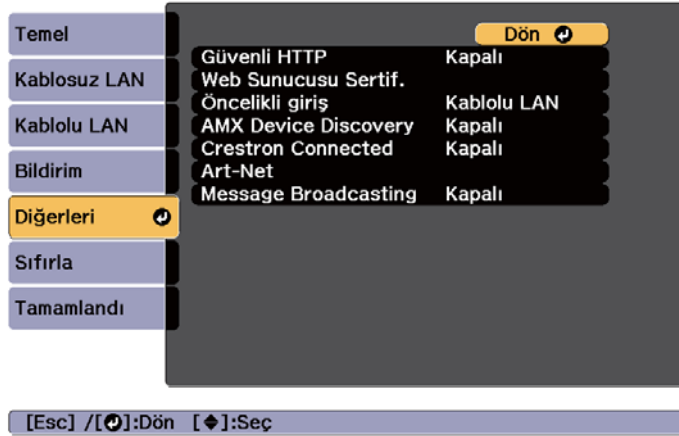 Temel
Kablosuz LAN
Kablolu LAN
Bildirim
Diğerleri
Sıfırla
Tamamlandı
Dön
Güvenli HTTP Kapalı
Web Sunucusu Sertif.
Öncelikli giriş Kablolu LAN
AMX Device Discovery Kapalı
Crestron Connected Kapalı
Art-Net
Message Broadcasting Kapalı
[Esc] /[⏎]:Dön [◆]:Seç